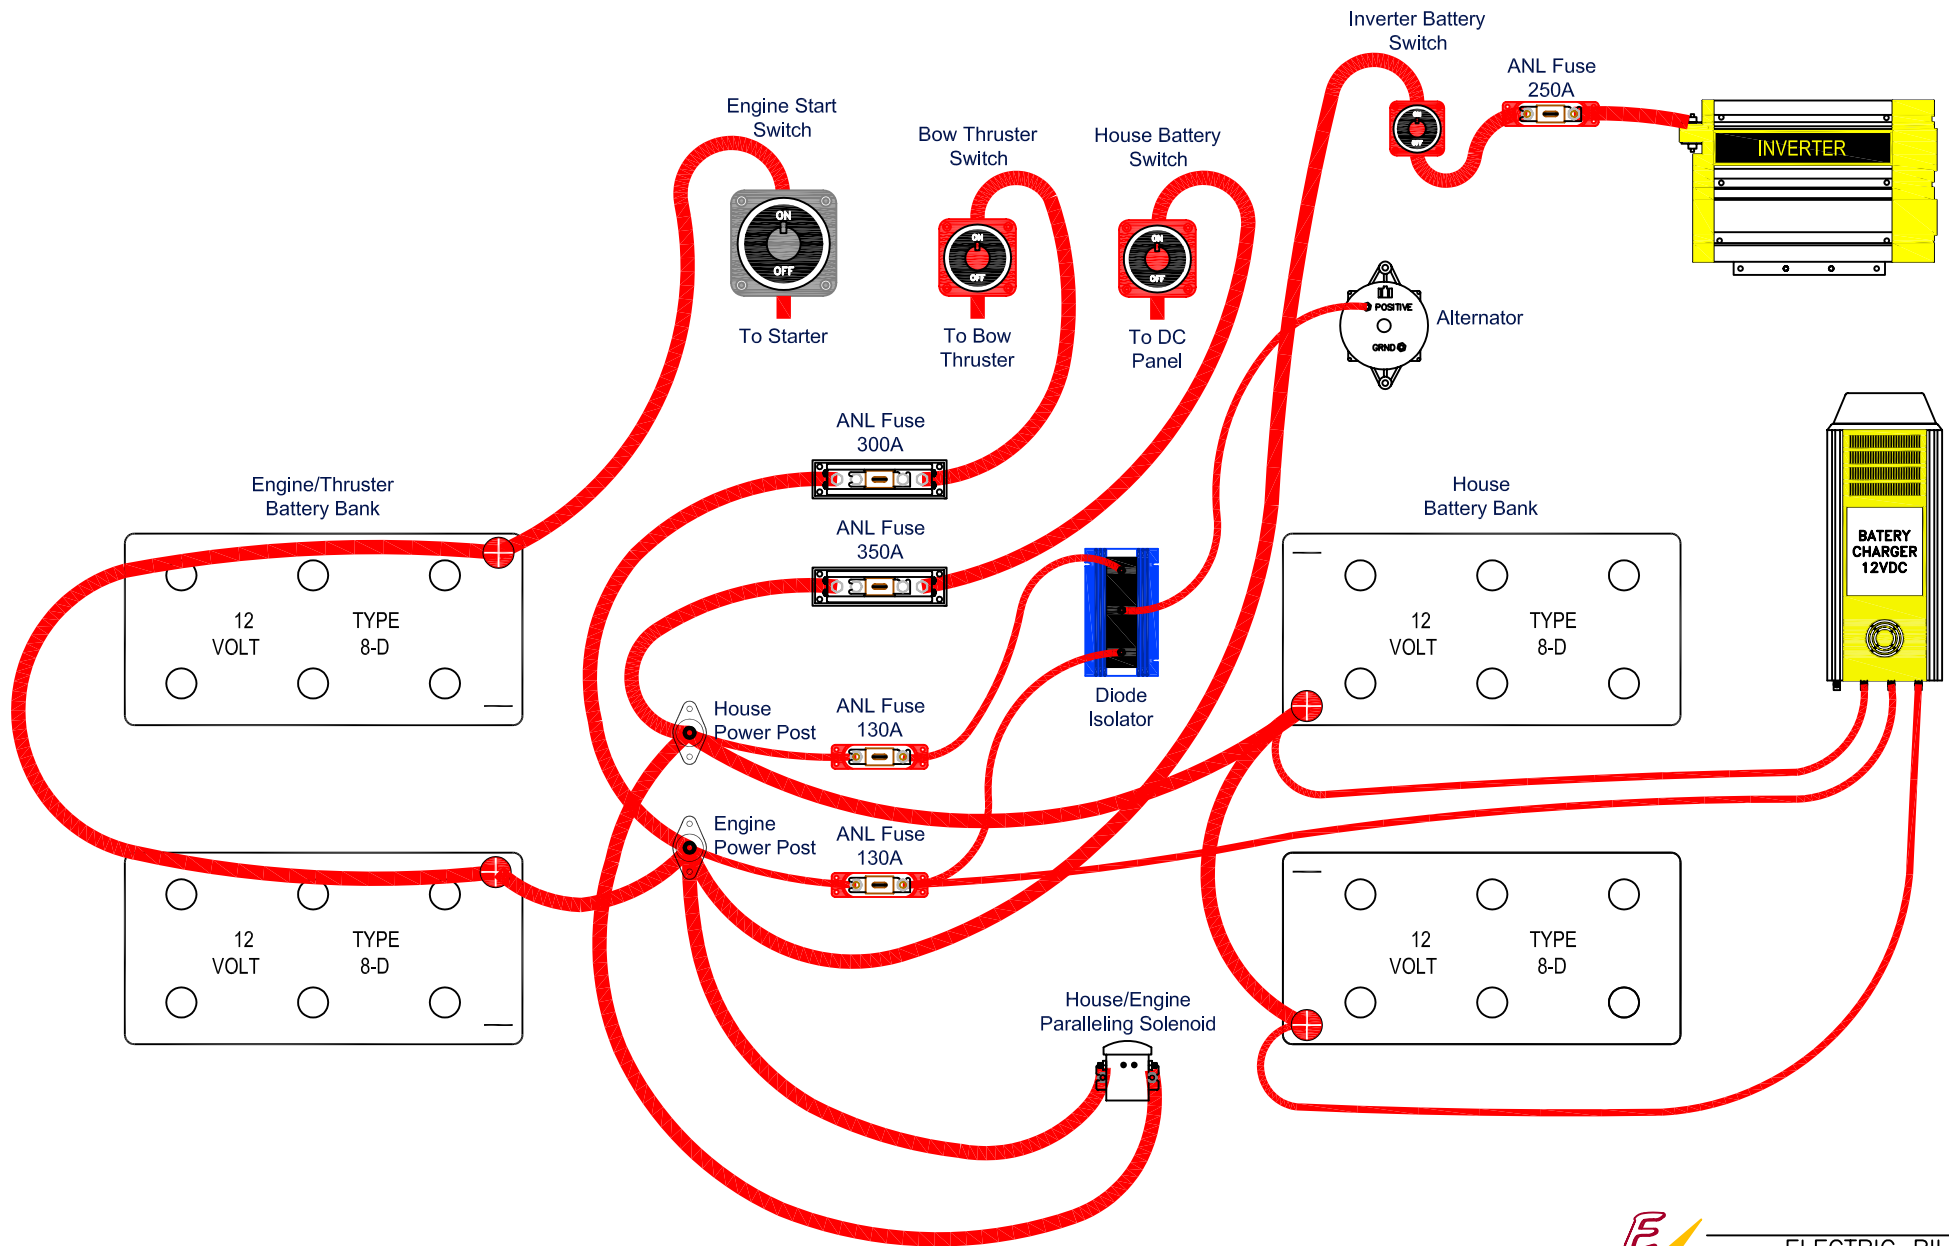 Inverter Battery
Switch
ANL Fuse
250A
Engine Start
Switch
Bow Thruster
Switch
House Battery
Switch
INVERTER
ON
OFF
ON
OFF
ON
OFF
ON
OFF
POSITIVE
GRND
Alternator
To Starter
To Bow
Thruster
To DC
Panel
ANL Fuse
300A
Engine/Thruster
Battery Bank
House
Battery Bank
ANL Fuse
350A
BATERY
CHARGER
12VDC
12
VOLT
TYPE
8-D
12
VOLT
TYPE
8-D
Diode
Isolator
House
Power Post
ANL Fuse
130A
Engine
Power Post
ANL Fuse
130A
12
VOLT
TYPE
8-D
12
VOLT
TYPE
8-D
House/Engine
Paralleling Solenoid
ELECTRIC